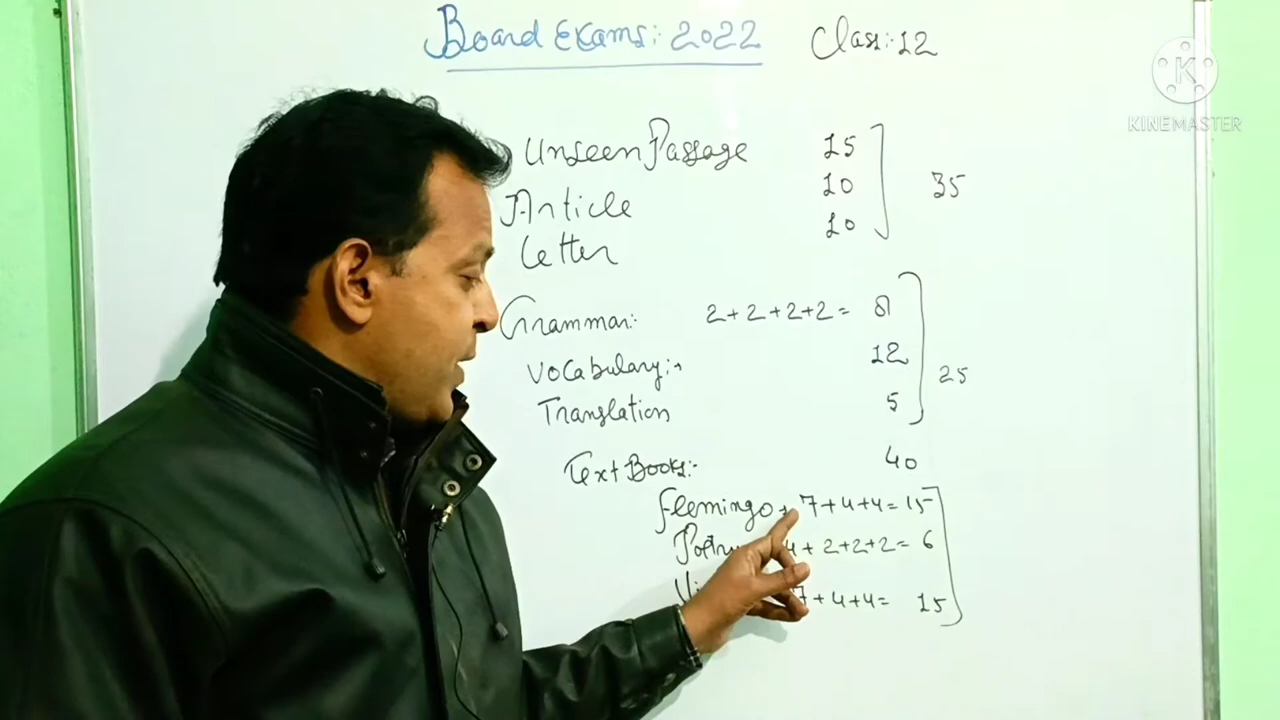 Board Exams: 2022 Class: 12
Unseen Passage 15
Article 10
Letter 10
35
Grammar: 2+2+2+2= 8
Vocabulary:- 12
Translation 5
25
Text Books:- 40
Flemingo 7+4+4=15
4+2+2+2= 6
7+4+4= 15
KINEMASTER